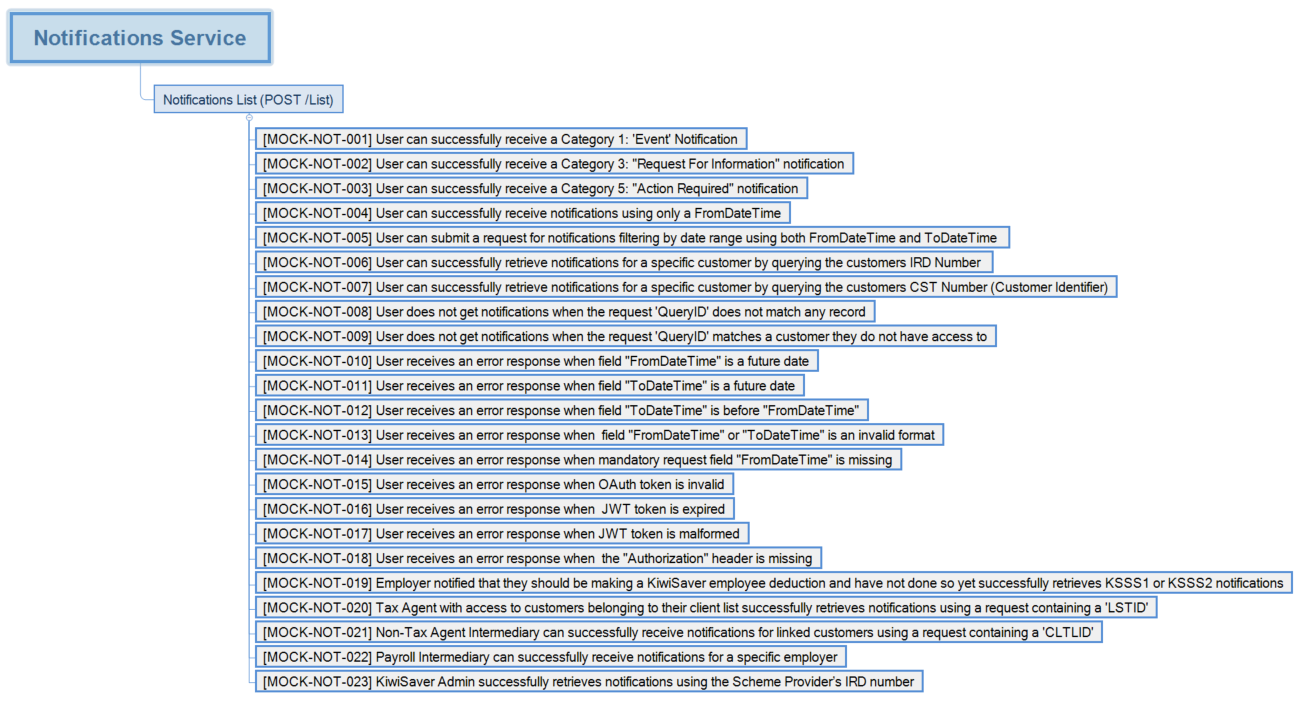 Notifications Service
Notifications List (POST /List)
[MOCK-NOT-001] User can successfully receive a Category 1: 'Event' Notification
[MOCK-NOT-002] User can successfully receive a Category 3: "Request For Information" notification
[MOCK-NOT-003] User can successfully receive a Category 5: "Action Required" notification
[MOCK-NOT-004] User can successfully receive notifications using only a FromDateTime
[MOCK-NOT-005] User can submit a request for notifications filtering by date range using both FromDateTime and ToDateTime
[MOCK-NOT-006] User can successfully retrieve notifications for a specific customer by querying the customers IRD Number
[MOCK-NOT-007] User can successfully retrieve notifications for a specific customer by querying the customers CST Number (Customer Identifier)
[MOCK-NOT-008] User does not get notifications when the request 'QueryID' does not match any record
[MOCK-NOT-009] User does not get notifications when the request 'QueryID' matches a customer they do not have access to
[MOCK-NOT-010] User receives an error response when field "FromDateTime" is a future date
[MOCK-NOT-011] User receives an error response when field "ToDateTime" is a future date
[MOCK-NOT-012] User receives an error response when field "ToDateTime" is before "FromDateTime"
[MOCK-NOT-013] User receives an error response when  field "FromDateTime" or "ToDateTime" is an invalid format
[MOCK-NOT-014] User receives an error response when mandatory request field "FromDateTime" is missing
[MOCK-NOT-015] User receives an error response when OAuth token is invalid
[MOCK-NOT-016] User receives an error response when  JWT token is expired
[MOCK-NOT-017] User receives an error response when JWT token is malformed
[MOCK-NOT-018] User receives an error response when  the "Authorization" header is missing
[MOCK-NOT-019] Employer notified that they should be making a KiwiSaver employee deduction and have not done so yet successfully retrieves KSSS1 or KSSS2 notifications
[MOCK-NOT-020] Tax Agent with access to customers belonging to their client list successfully retrieves notifications using a request containing a 'LSTID'
[MOCK-NOT-021] Non-Tax Agent Intermediary can successfully receive notifications for linked customers using a request containing a 'CLTLID'
[MOCK-NOT-022] Payroll Intermediary can successfully receive notifications for a specific employer
[MOCK-NOT-023] KiwiSaver Admin successfully retrieves notifications using the Scheme Provider's IRD number